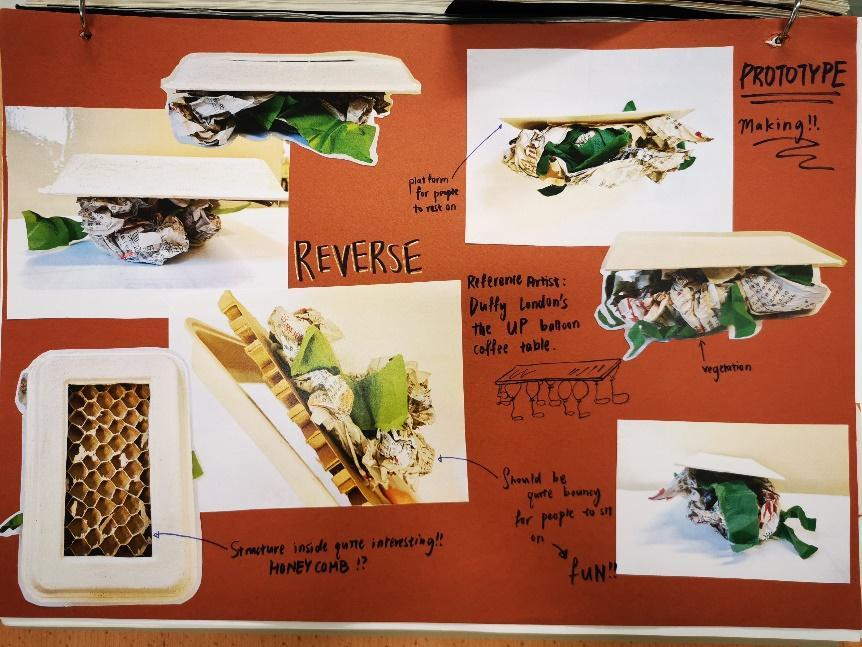 PROTOTYPE
Making!!
platform
for people
to rest on
REVERSE
Reference Artist:
Duffy London's
the UP balloon
coffee table.
vegetation
Should be
quite bouncy
for people to sit
on
fun!!
Structure inside quite interesting!!
HONEYCOMB !?